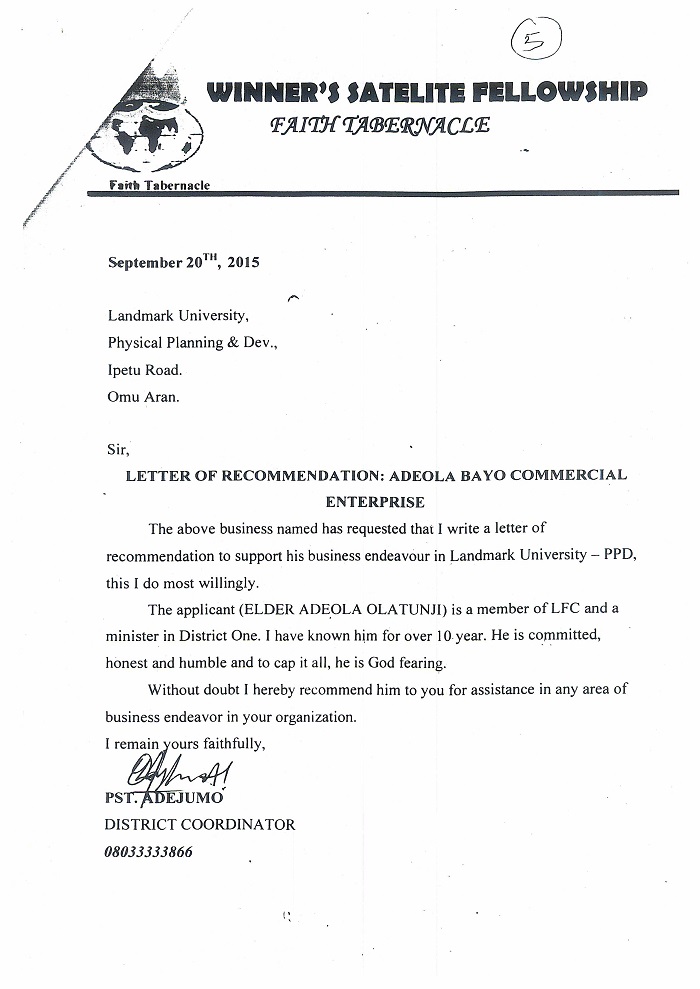 5
WINNER'S SATELITE FELLOWSHIP
FAITH TABERNACLE
Faith Tabernacle
September 20TH, 2015
Landmark University,
Physical Planning & Dev.,
Ipetu Road.
Omu Aran.
Sir,
LETTER OF RECOMMENDATION: ADEOLA BAYO COMMERCIAL
ENTERPRISE
The above business named has requested that I write a letter of
recommendation to support his business endeavour in Landmark University – PPD,
this I do most willingly.
The applicant (ELDER ADEOLA OLATUNJI) is a member of LFC and a
minister in District One. I have known him for over 10 year. He is committed,
honest and humble and to cap it all, he is God fearing.
Without doubt I hereby recommend him to you for assistance in any area of
business endeavor in your organization.
I remain yours faithfully,
PST. ADEJUMO
DISTRICT COORDINATOR
08033333866